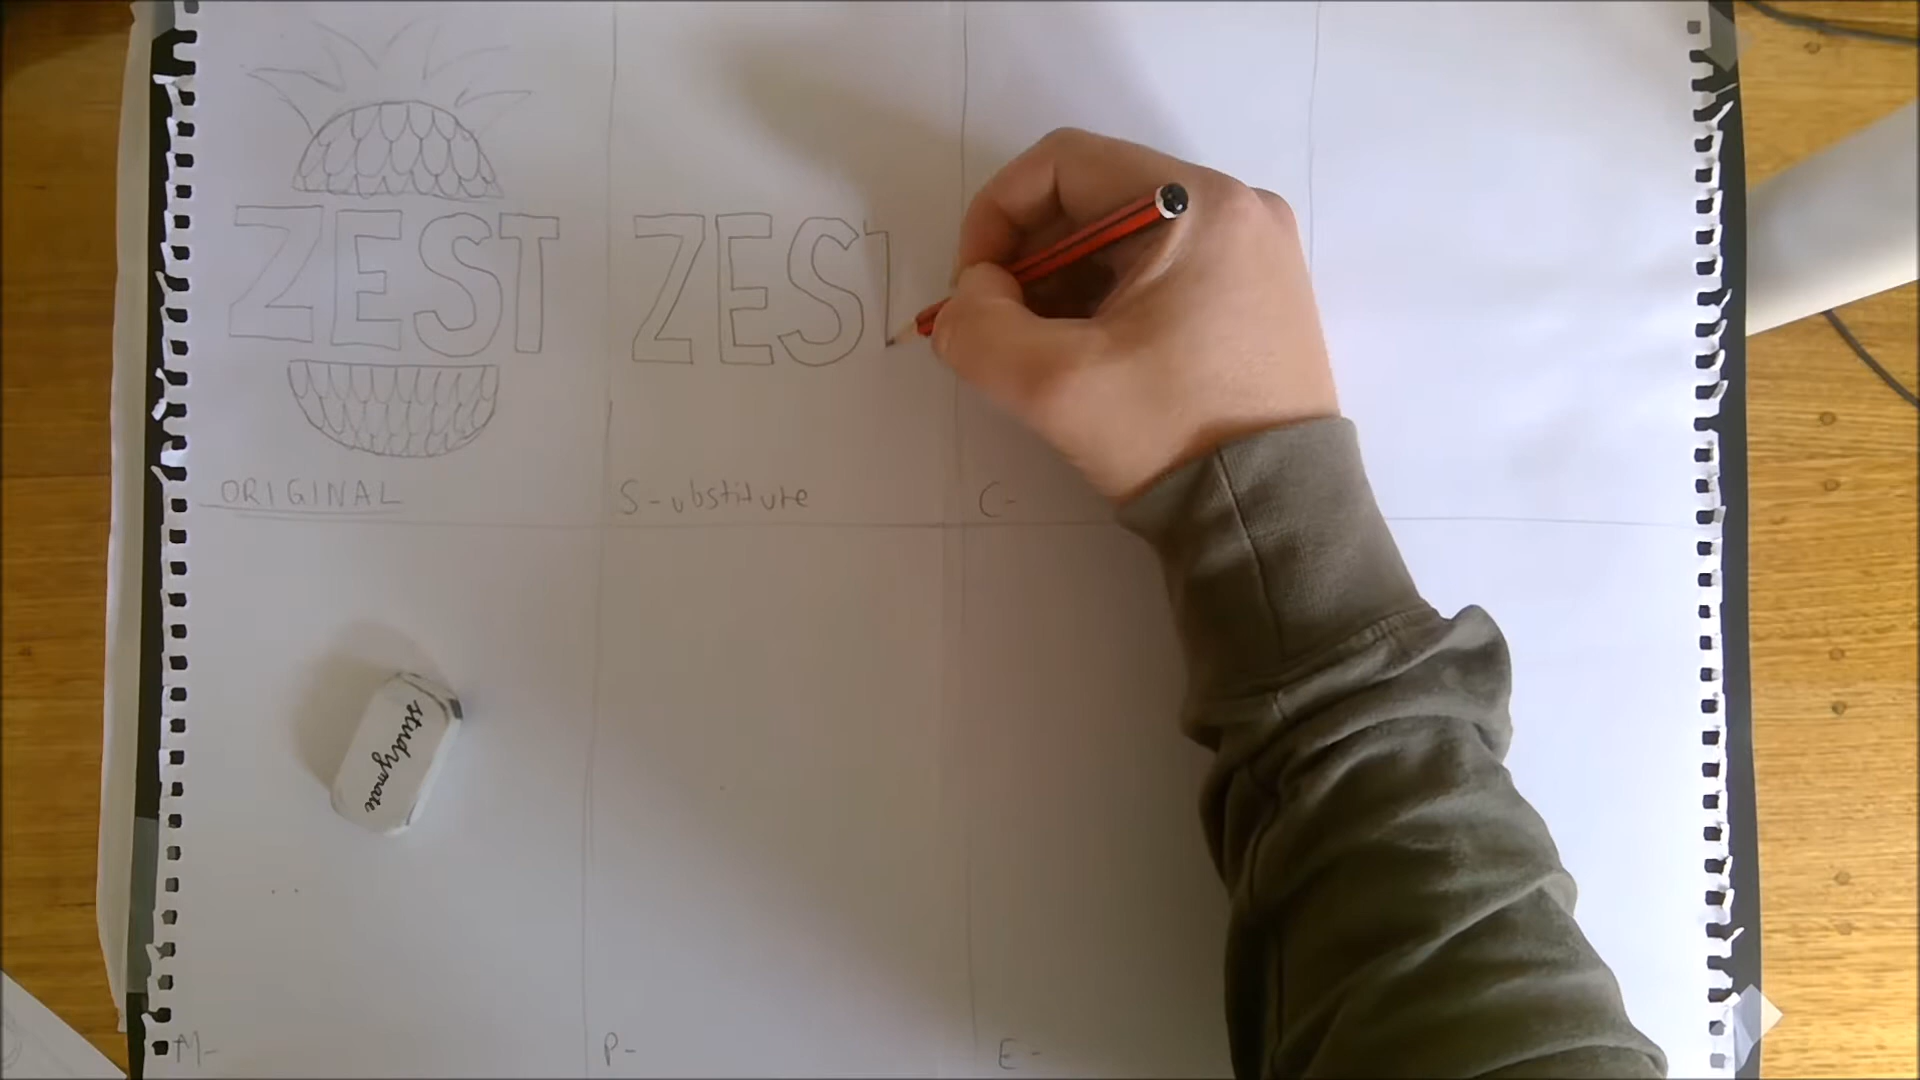 ZEST
ZEST
ORIGINAL
S-ubstitute
C-
studymate
M-
P-
E-